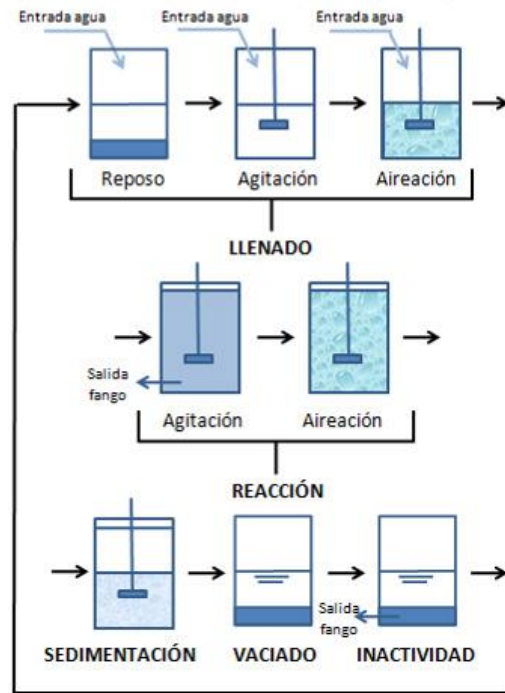 Entrada agua
Entrada agua
Entrada agua
Reposo
Agitación
Aireación
LLENADO
Salida
fango
Agitación
Aireación
REACCIÓN
Salida
fango
SEDIMENTACIÓN
VACIADO
INACTIVIDAD